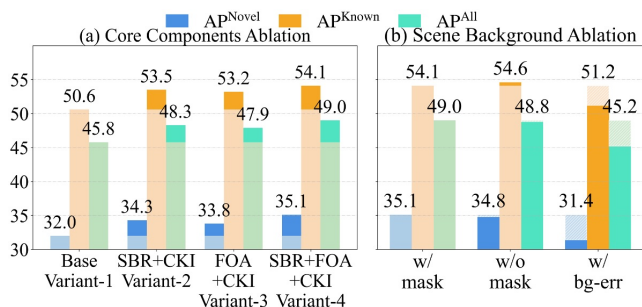 AP^Novel AP^Known AP^All
(a) Core Components Ablation
(b) Scene Background Ablation
55
50
45
40
35
30
32.0 50.6 45.8
34.3 53.5 48.3
33.8 53.2 47.9
35.1 54.1 49.0
35.1 54.1 49.0
34.8 54.6 48.8
31.4 51.2 45.2
Base
Variant-1
SBR+CKI
Variant-2
FOA
+CKI
Variant-3
SBR+FOA
+CKI
Variant-4
w/
mask
w/o
mask
w/
bg-err